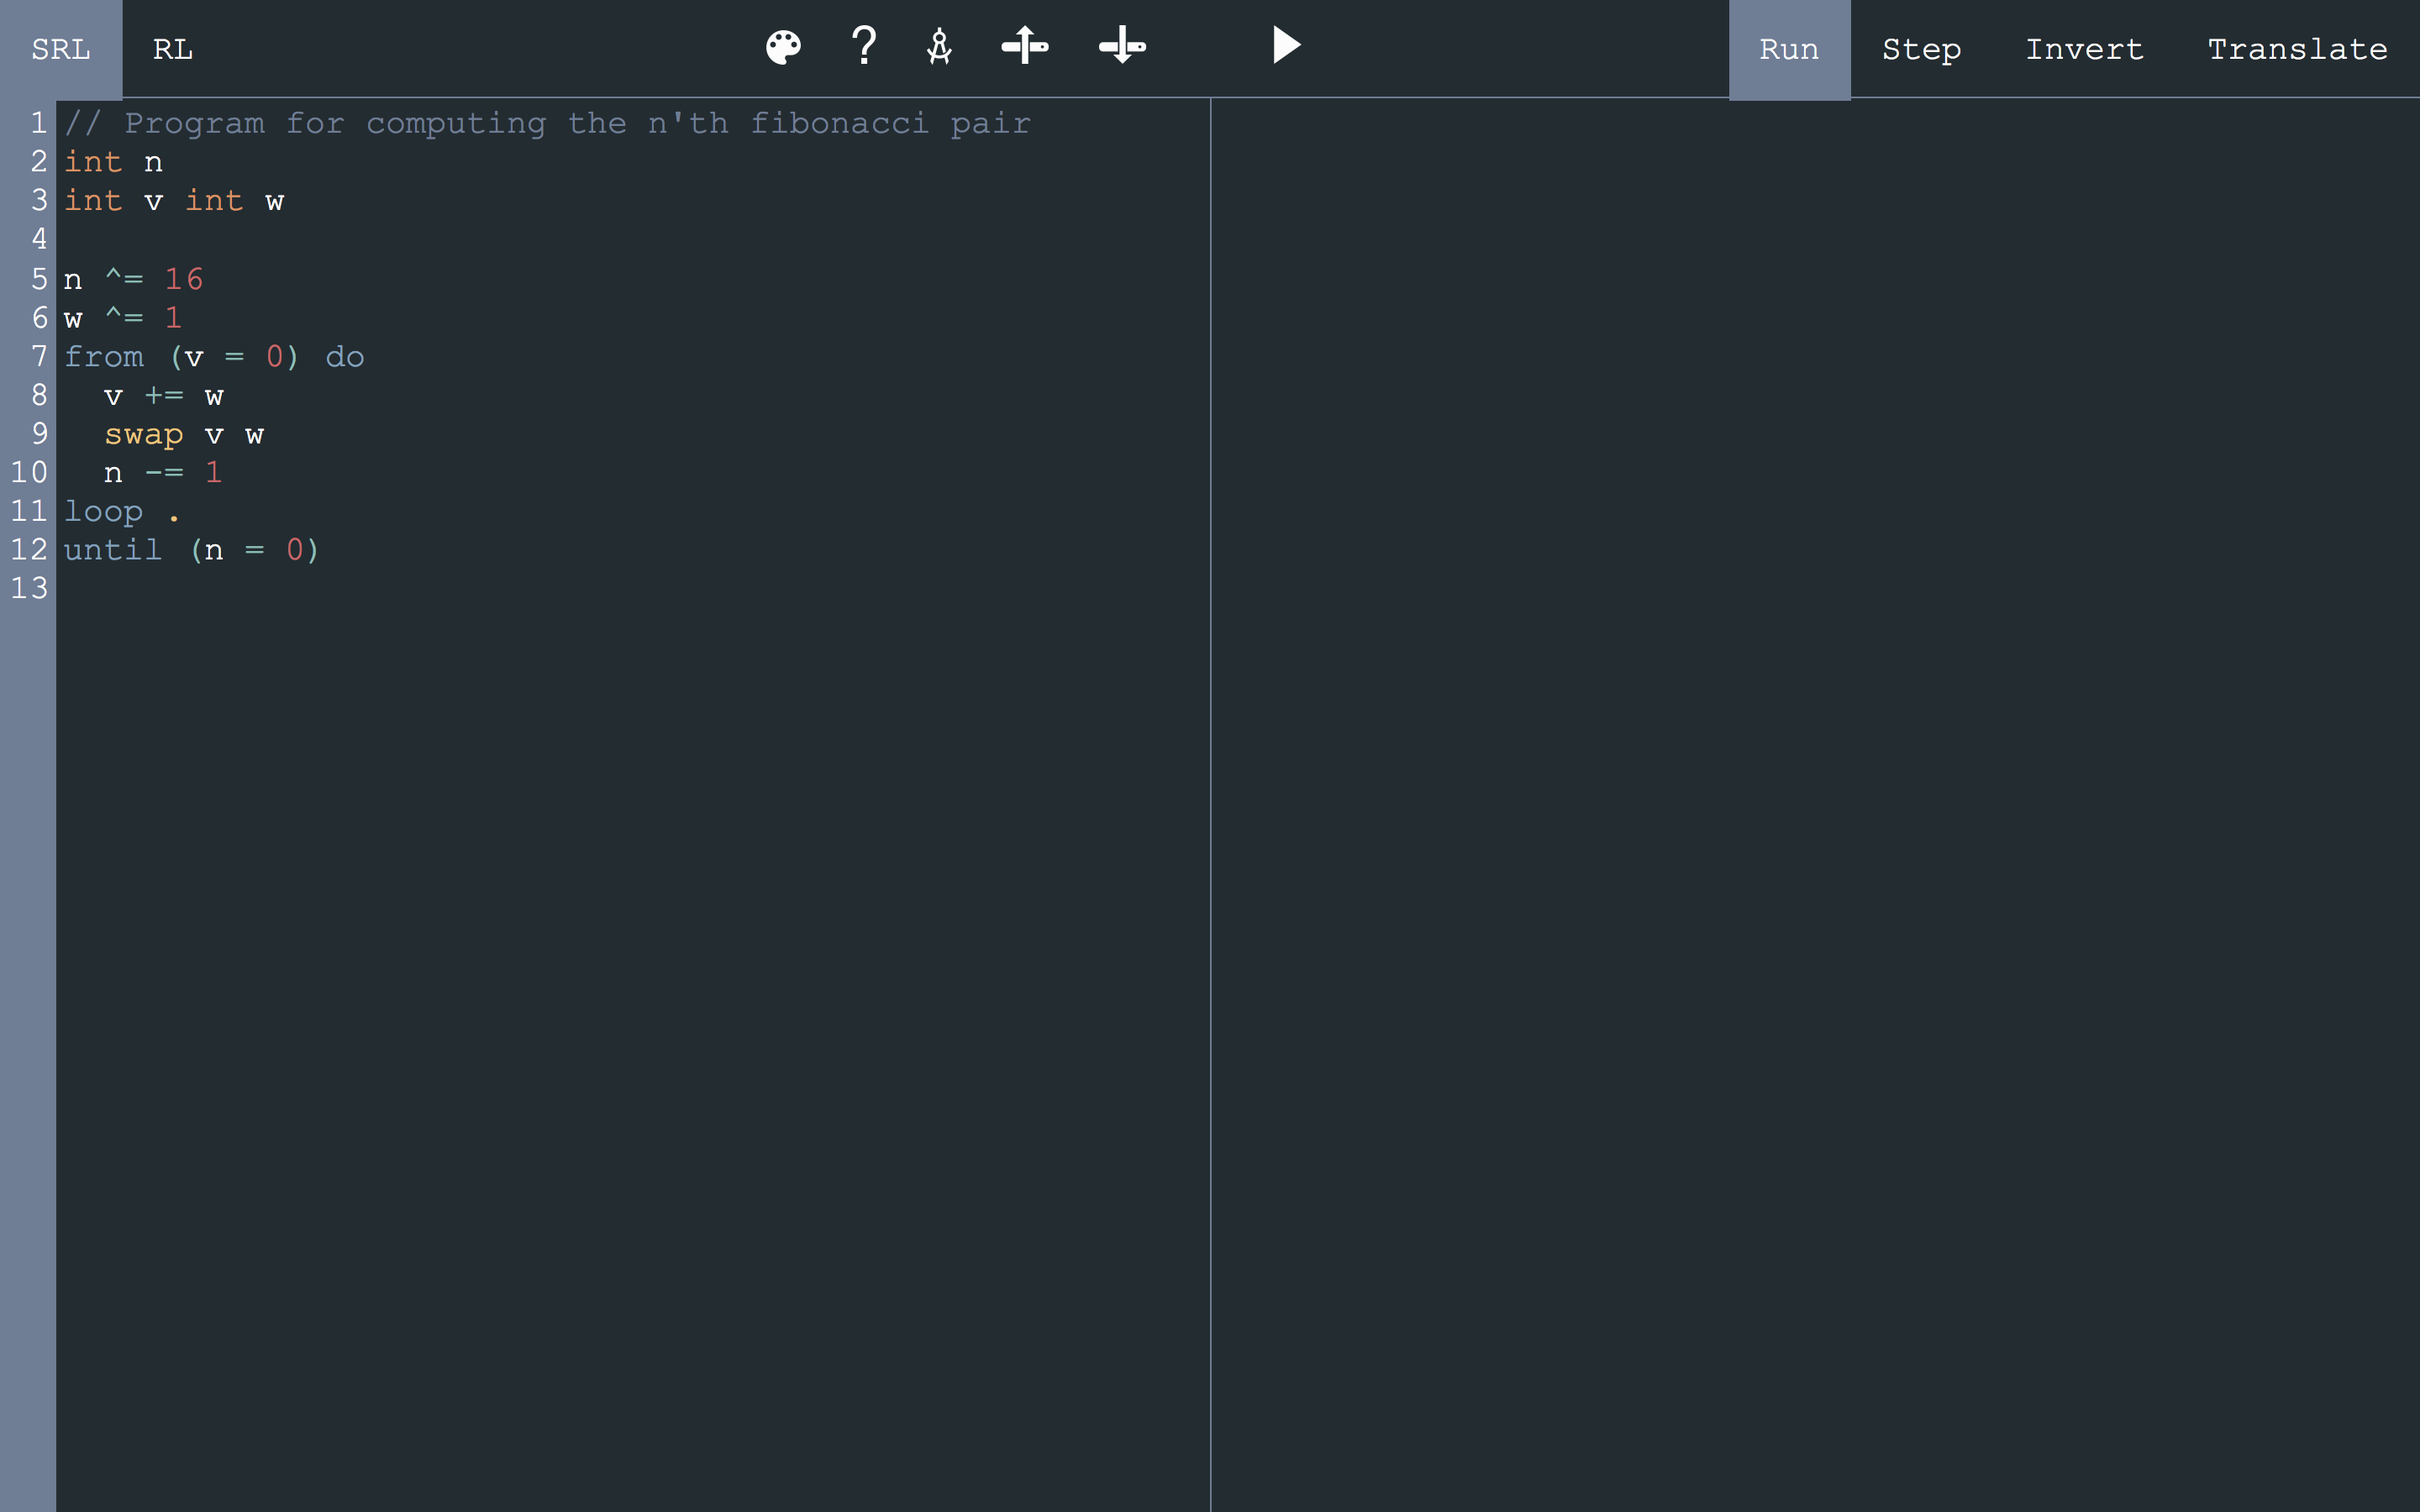 SRL RL ? Run Step Invert Translate
1 // Program for computing the n'th fibonacci pair
2 int n
3 int v int w
4
5 n ^= 16
6 w ^= 1
7 from (v = 0) do
8   v += w
9   swap v w
10   n -= 1
11 loop .
12 until (n = 0)
13